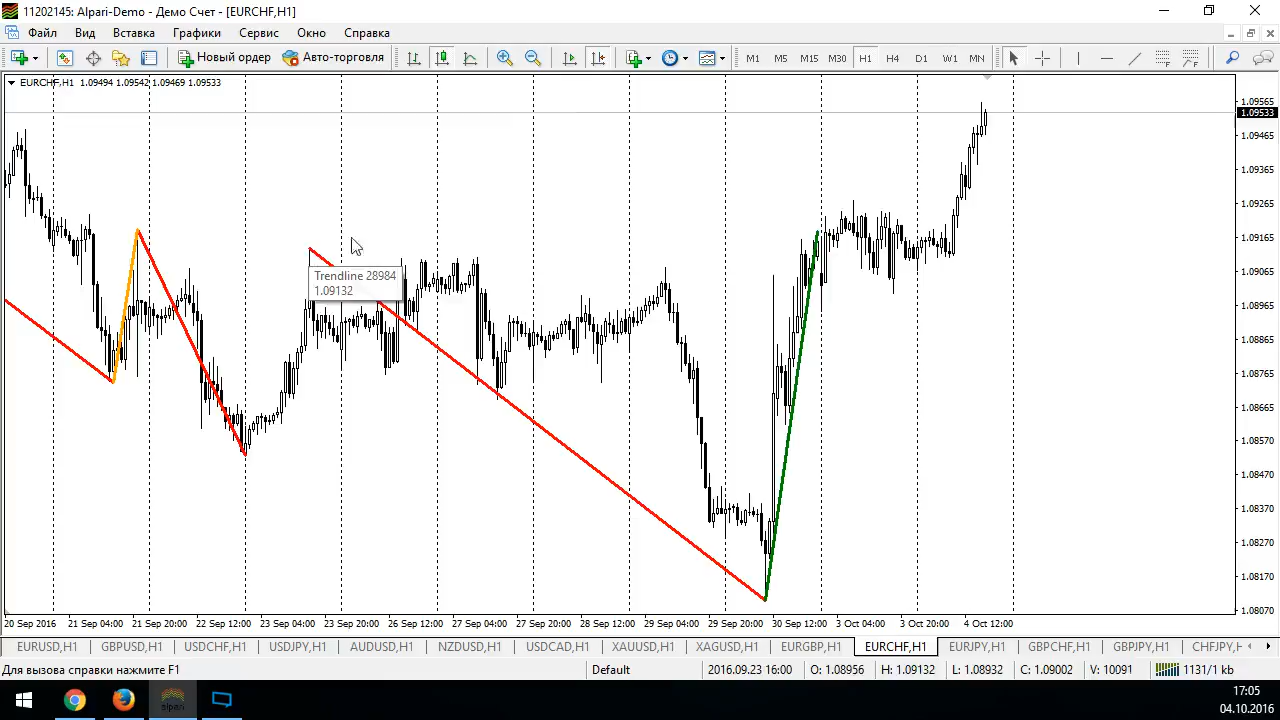 11202145: Alpari-Demo - Демо Счет - [EURCHF,H1]
Файл Вид Вставка Графики Сервис Окно Справка
Новый ордер Авто-торговля M1 M5 M15 M30 H1 H4 D1 W1 MN
EURCHF,H1 1.09494 1.09542 1.09469 1.09533
1.09565
1.09533
1.09465
1.09365
1.09265
1.09165
1.09065
1.08965
1.08865
1.08765
1.08665
1.08570
1.08470
1.08370
1.08270
1.08170
1.08070
Trendline 28984
1.09132
20 Sep 2016 21 Sep 04:00 21 Sep 20:00 22 Sep 12:00 23 Sep 04:00 23 Sep 20:00 26 Sep 12:00 27 Sep 04:00 27 Sep 20:00 28 Sep 12:00 29 Sep 04:00 29 Sep 20:00 30 Sep 12:00 3 Oct 04:00 3 Oct 20:00 4 Oct 12:00
EURUSD,H1 GBPUSD,H1 USDCHF,H1 USDJPY,H1 AUDUSD,H1 NZDUSD,H1 USDCAD,H1 XAUUSD,H1 XAGUSD,H1 EURGBP,H1 EURCHF,H1 EURJPY,H1 GBPCHF,H1 GBPJPY,H1 CHFJPY,H
Для вызова справки нажмите F1 Default 2016.09.23 16:00 O: 1.08956 H: 1.09132 L: 1.08932 C: 1.09002 V: 10091 1131/1 kb
alpari
17:05
04.10.2016